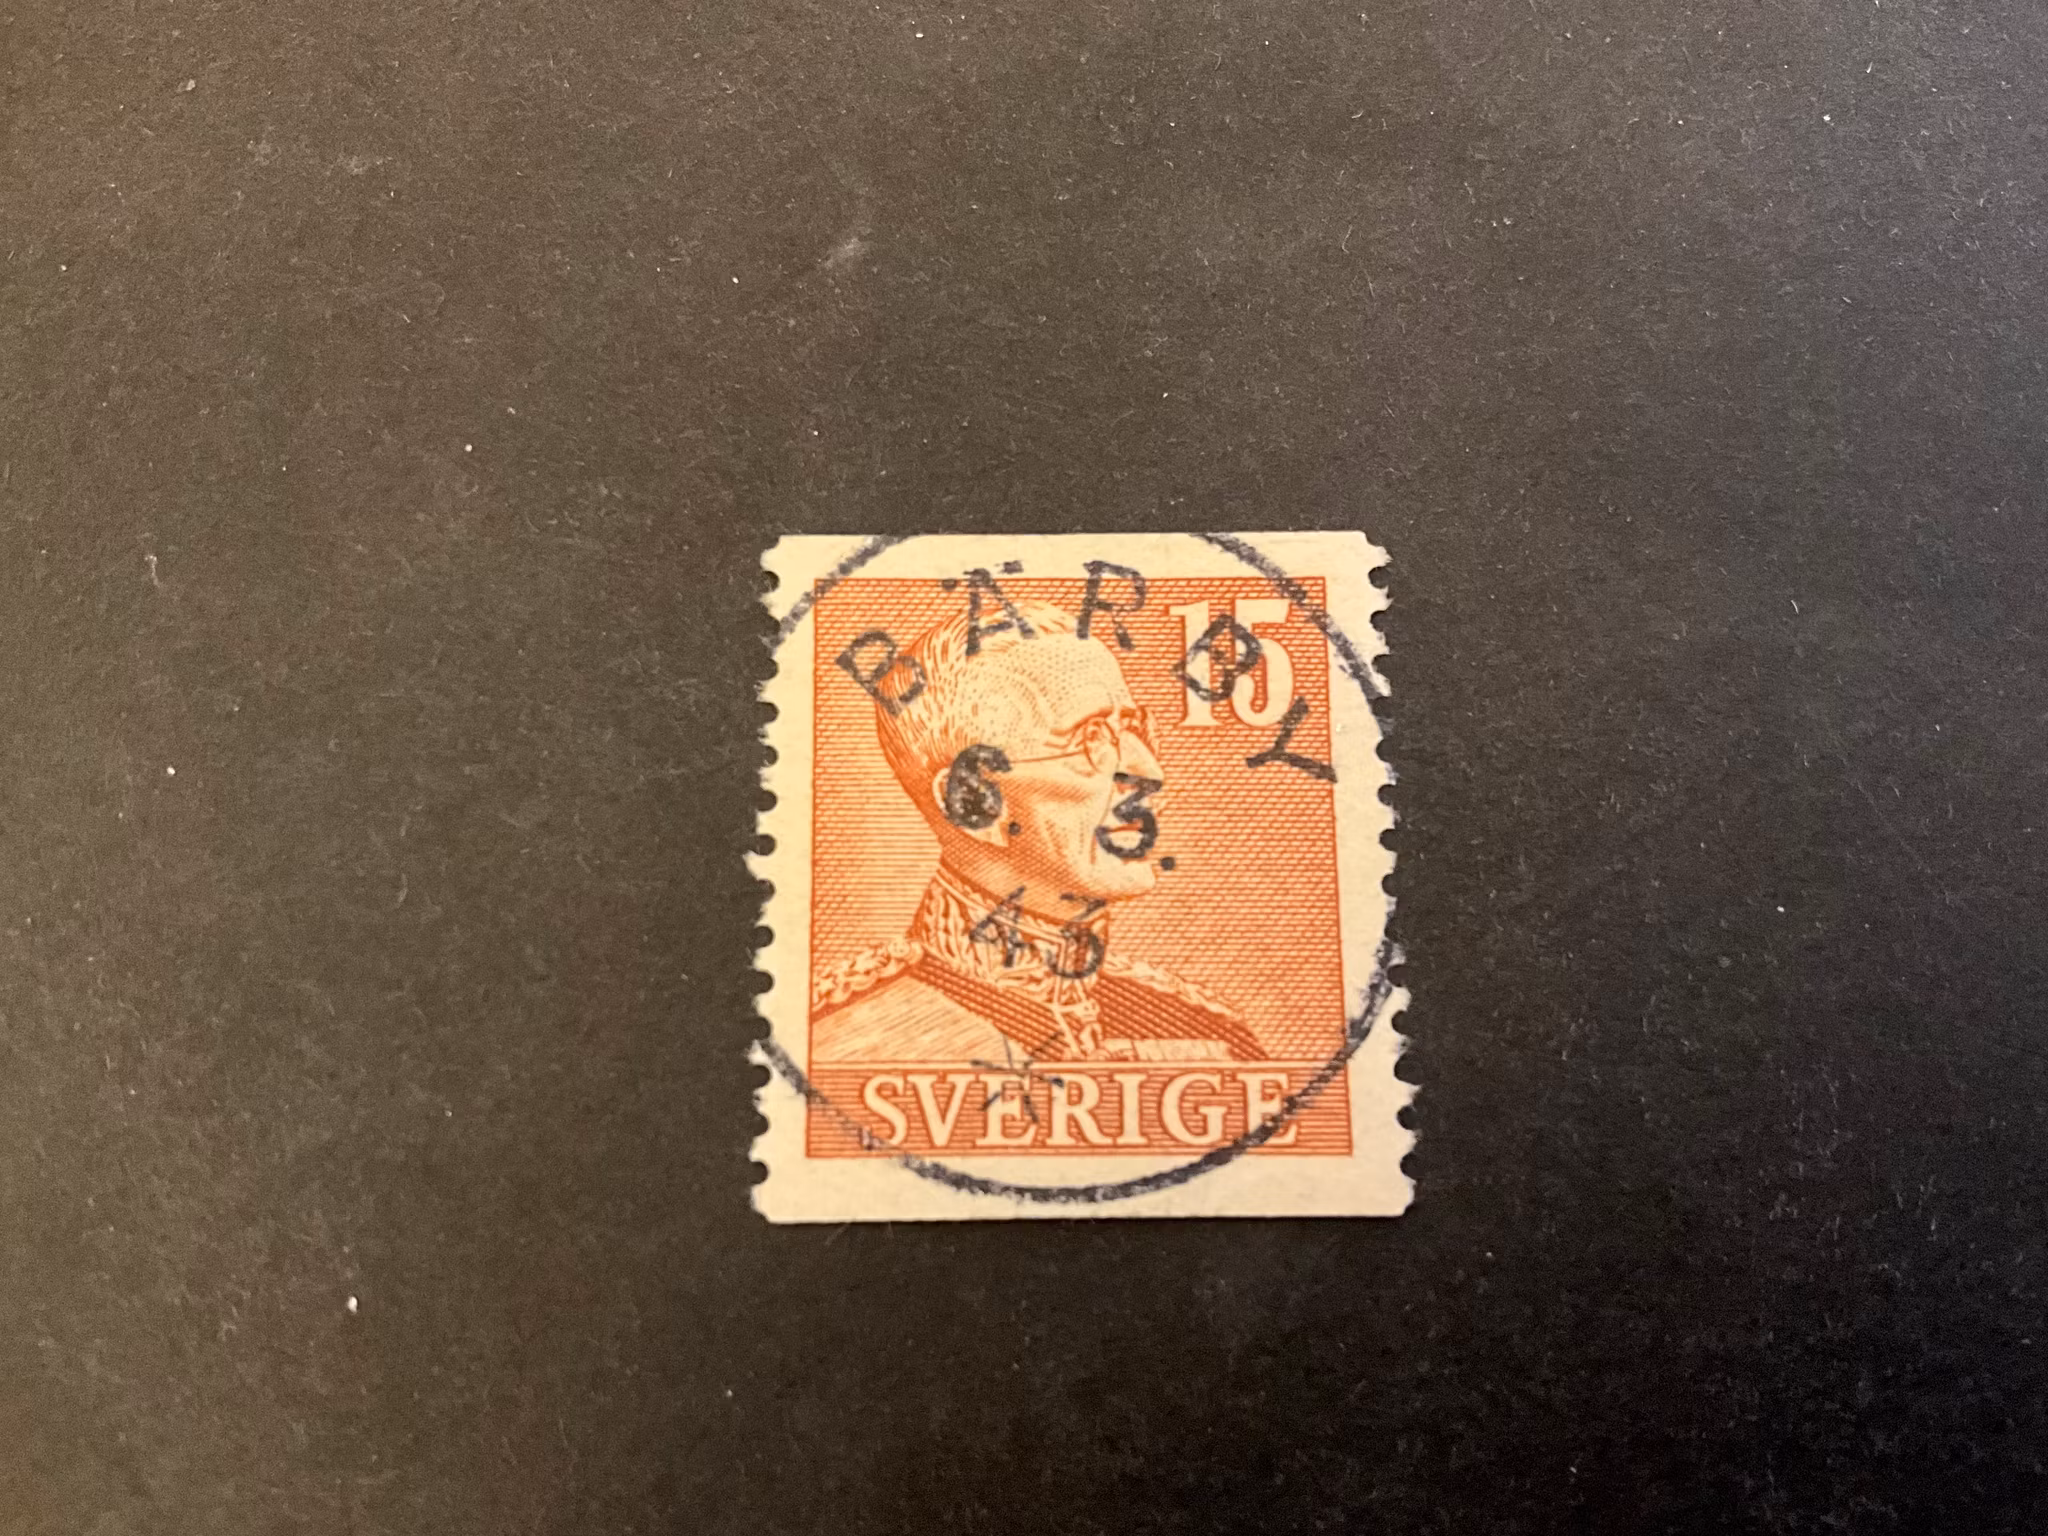 BÄRBY
15
6. 3.
43
SVERIGE